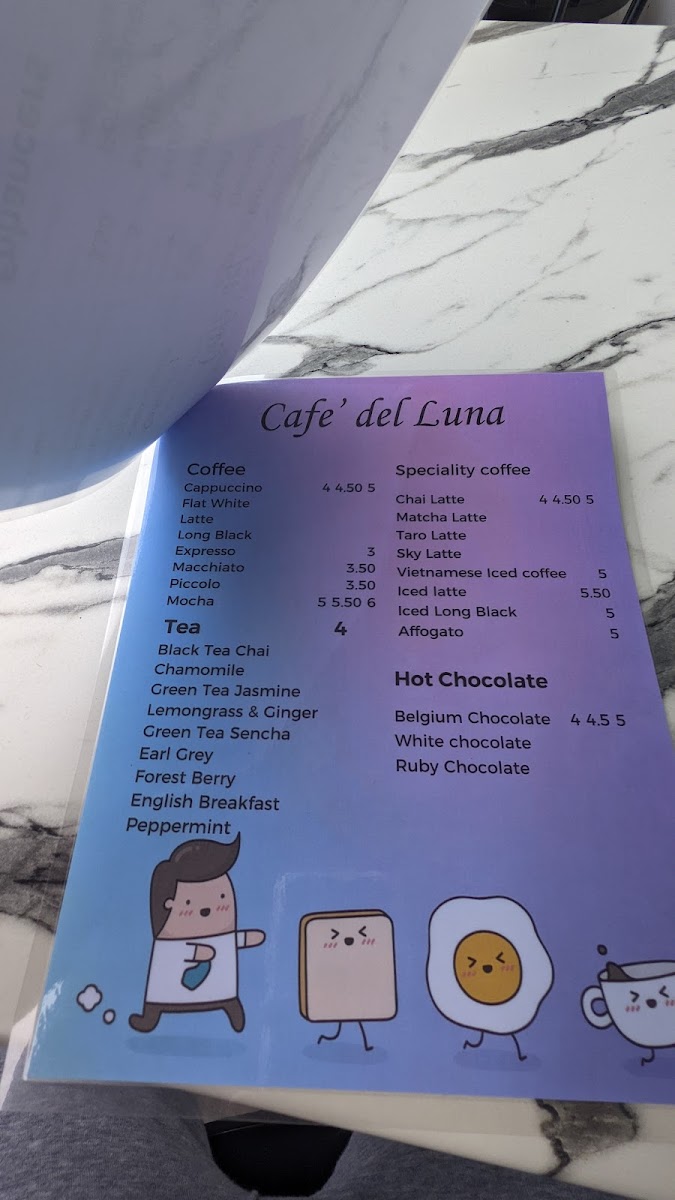 Cafe' del Luna
Coffee
Cappuccino 4 4.50 5
Flat White
Latte
Long Black
Expresso 3
Macchiato 3.50
Piccolo 3.50
Mocha 5 5.50 6
Tea 4
Black Tea Chai
Chamomile
Green Tea Jasmine
Lemongrass & Ginger
Green Tea Sencha
Earl Grey
Forest Berry
English Breakfast
Peppermint
Speciality coffee
Chai Latte 4 4.50 5
Matcha Latte
Taro Latte
Sky Latte
Vietnamese Iced coffee 5
Iced latte 5.50
Iced Long Black 5
Affogato 5
Hot Chocolate
Belgium Chocolate 4 4.5 5
White chocolate
Ruby Chocolate